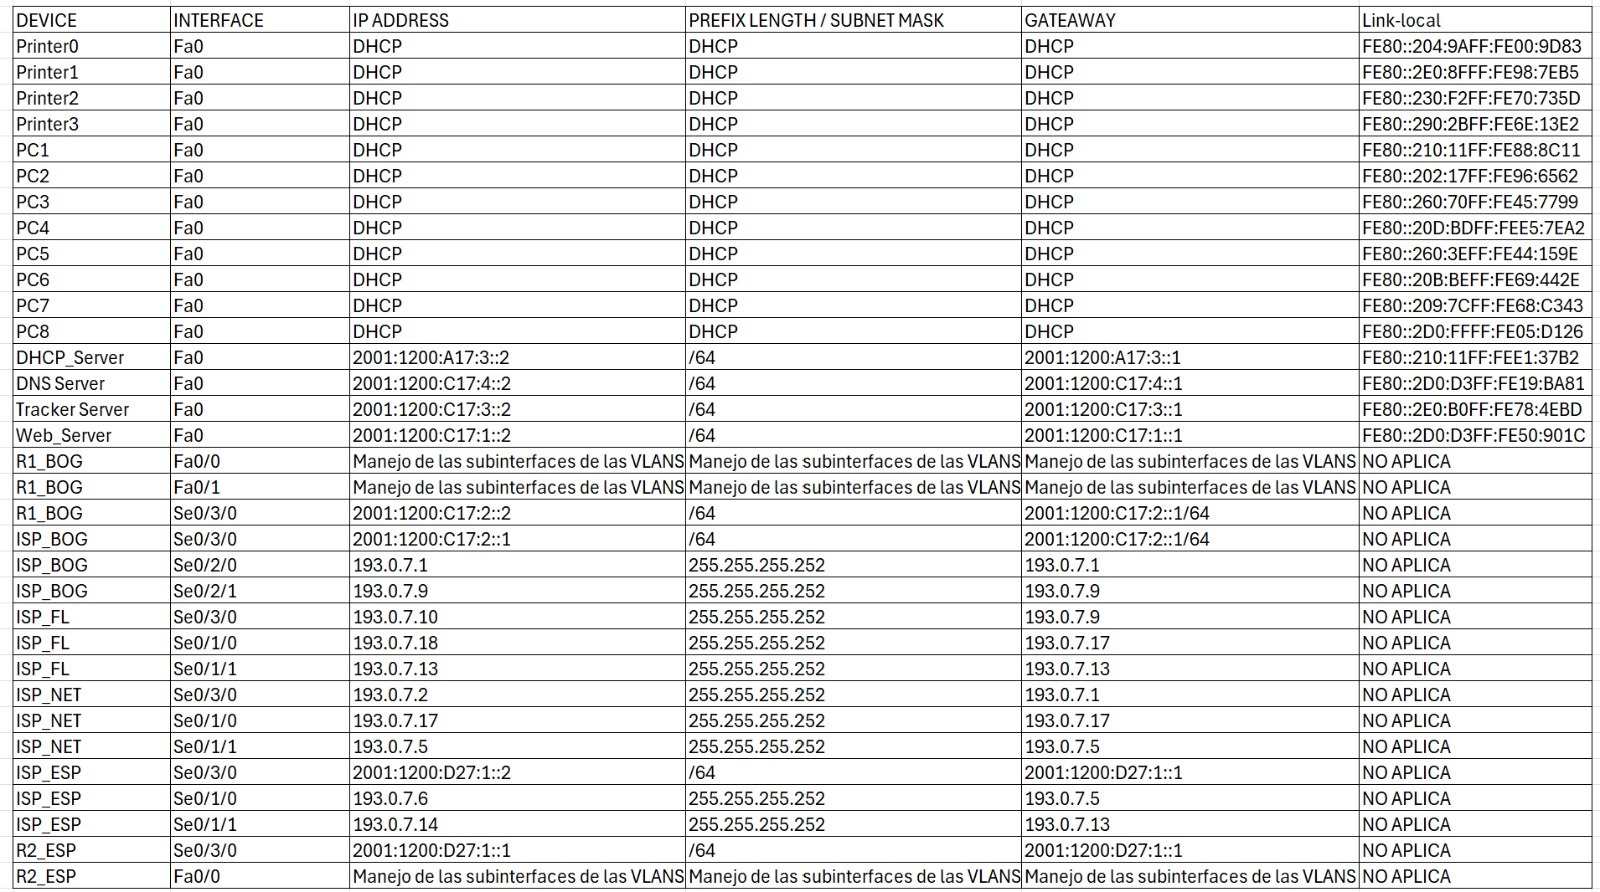 DEVICE INTERFACE IP ADDRESS PREFIX LENGTH / SUBNET MASK GATEAWAY Link-local
Printer0 Fa0 DHCP DHCP DHCP FE80::204:9AFF:FE00:9D83
Printer1 Fa0 DHCP DHCP DHCP FE80::2E0:8FFF:FE98:7EB5
Printer2 Fa0 DHCP DHCP DHCP FE80::230:F2FF:FE70:735D
Printer3 Fa0 DHCP DHCP DHCP FE80::290:2BFF:FE6E:13E2
PC1 Fa0 DHCP DHCP DHCP FE80::210:11FF:FE88:8C11
PC2 Fa0 DHCP DHCP DHCP FE80::202:17FF:FE96:6562
PC3 Fa0 DHCP DHCP DHCP FE80::260:70FF:FE45:7799
PC4 Fa0 DHCP DHCP DHCP FE80::20D:BDFF:FEE5:7EA2
PC5 Fa0 DHCP DHCP DHCP FE80::260:3EFF:FE44:159E
PC6 Fa0 DHCP DHCP DHCP FE80::20B:BEFF:FE69:442E
PC7 Fa0 DHCP DHCP DHCP FE80::209:7CFF:FE68:C343
PC8 Fa0 DHCP DHCP DHCP FE80::2D0:FFFF:FE05:D126
DHCP_Server Fa0 2001:1200:A17:3::2 /64 2001:1200:A17:3::1 FE80::210:11FF:FEE1:37B2
DNS Server Fa0 2001:1200:C17:4::2 /64 2001:1200:C17:4::1 FE80::2D0:D3FF:FE19:BA81
Tracker Server Fa0 2001:1200:C17:3::2 /64 2001:1200:C17:3::1 FE80::2E0:B0FF:FE78:4EBD
Web_Server Fa0 2001:1200:C17:1::2 /64 2001:1200:C17:1::1 FE80::2D0:D3FF:FE50:901C
R1_BOG Fa0/0 Manejo de las subinterfaces de las VLANS Manejo de las subinterfaces de las VLANS Manejo de las subinterfaces de las VLANS NO APLICA
R1_BOG Fa0/1 Manejo de las subinterfaces de las VLANS Manejo de las subinterfaces de las VLANS Manejo de las subinterfaces de las VLANS NO APLICA
R1_BOG Se0/3/0 2001:1200:C17:2::2 /64 2001:1200:C17:2::1/64 NO APLICA
ISP_BOG Se0/3/0 2001:1200:C17:2::1 /64 2001:1200:C17:2::1/64 NO APLICA
ISP_BOG Se0/2/0 193.0.7.1 255.255.255.252 193.0.7.1 NO APLICA
ISP_BOG Se0/2/1 193.0.7.9 255.255.255.252 193.0.7.9 NO APLICA
ISP_FL Se0/3/0 193.0.7.10 255.255.255.252 193.0.7.9 NO APLICA
ISP_FL Se0/1/0 193.0.7.18 255.255.255.252 193.0.7.17 NO APLICA
ISP_FL Se0/1/1 193.0.7.13 255.255.255.252 193.0.7.13 NO APLICA
ISP_NET Se0/3/0 193.0.7.2 255.255.255.252 193.0.7.1 NO APLICA
ISP_NET Se0/1/0 193.0.7.17 255.255.255.252 193.0.7.17 NO APLICA
ISP_NET Se0/1/1 193.0.7.5 255.255.255.252 193.0.7.5 NO APLICA
ISP_ESP Se0/3/0 2001:1200:D27:1::2 /64 2001:1200:D27:1::1 NO APLICA
ISP_ESP Se0/1/0 193.0.7.6 255.255.255.252 193.0.7.5 NO APLICA
ISP_ESP Se0/1/1 193.0.7.14 255.255.255.252 193.0.7.13 NO APLICA
R2_ESP Se0/3/0 2001:1200:D27:1::1 /64 2001:1200:D27:1::1 NO APLICA
R2_ESP Fa0/0 Manejo de las subinterfaces de las VLANS Manejo de las subinterfaces de las VLANS Manejo de las subinterfaces de las VLANS NO APLICA